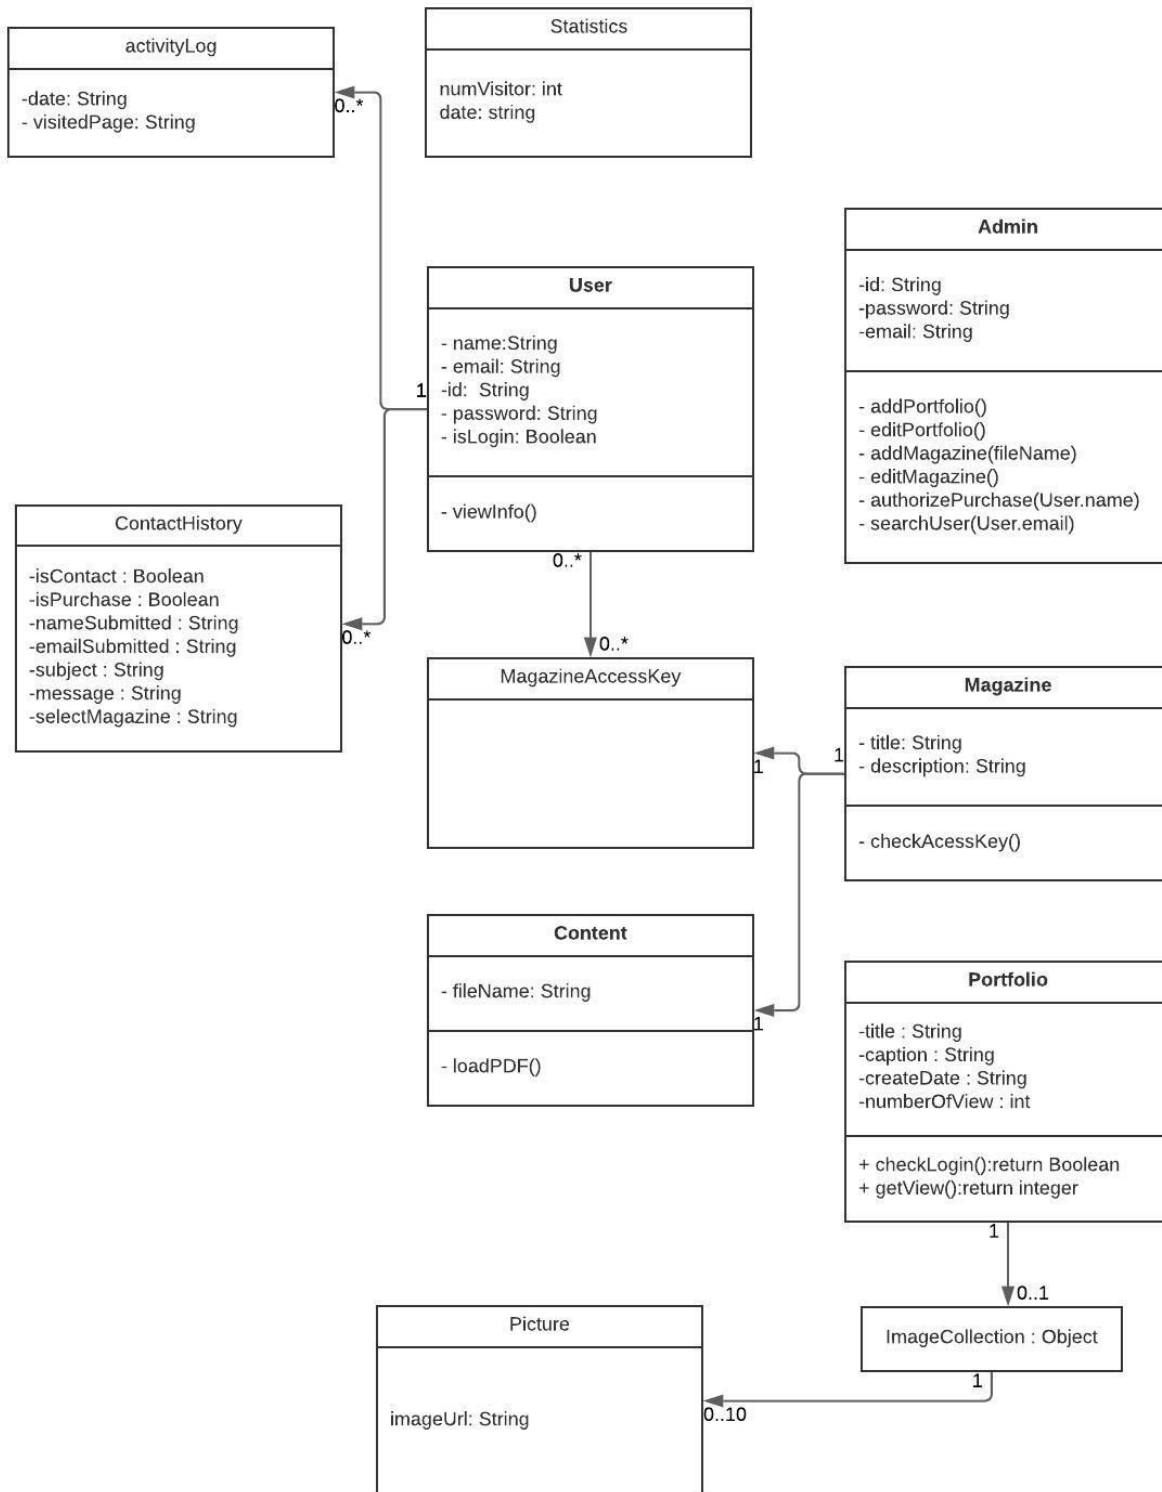 activityLog
-date: String
- visitedPage: String
0..*
Statistics
numVisitor: int
date: string
Admin
-id: String
-password: String
-email: String
- addPortfolio()
- editPortfolio()
- addMagazine(fileName)
- editMagazine()
- authorizePurchase(User.name)
- searchUser(User.email)
User
- name:String
- email: String
-id:  String
- password: String
- isLogin: Boolean
- viewInfo()
1
0..*
ContactHistory
-isContact : Boolean
-isPurchase : Boolean
-nameSubmitted : String
-emailSubmitted : String
-subject : String
-message : String
-selectMagazine : String
0..*
0..*
MagazineAccessKey
1
Magazine
- title: String
- description: String
- checkAcessKey()
1
Content
- fileName: String
- loadPDF()
1
Portfolio
-title : String
-caption : String
-createDate : String
-numberOfView : int
+ checkLogin():return Boolean
+ getView():return integer
1
0..1
ImageCollection : Object
1
0..10
Picture
imageUrl: String